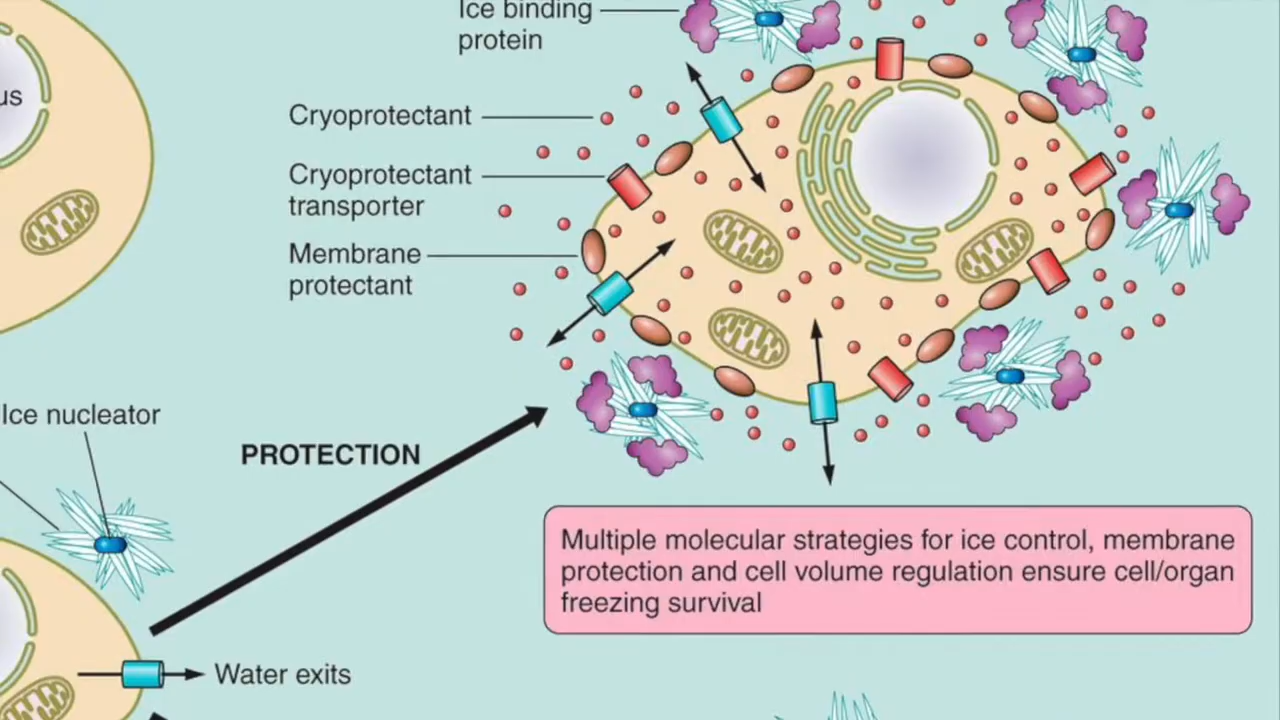 Ice binding
protein
us
Cryoprotectant
Cryoprotectant
transporter
Membrane
protectant
Ice nucleator
PROTECTION
Multiple molecular strategies for ice control, membrane
protection and cell volume regulation ensure cell/organ
freezing survival
Water exits